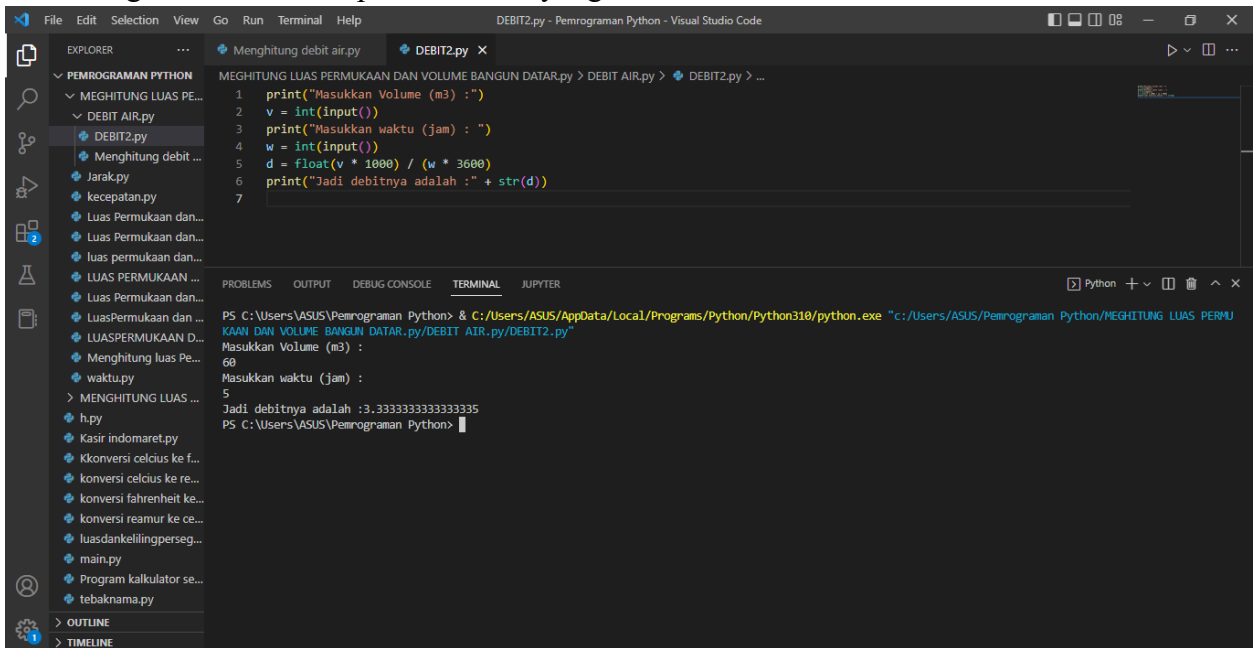 File Edit Selection View Go Run Terminal Help
DEBIT2.py - Pemrograman Python - Visual Studio Code
EXPLORER
PEMROGRAMAN PYTHON
MEGHITUNG LUAS PE...
DEBIT AIR.py
DEBIT2.py
Menghitung debit ...
Jarak.py
kecepatan.py
Luas Permukaan dan...
Luas Permukaan dan...
luas permukaan dan...
LUAS PERMUKAAN ...
Luas Permukaan dan...
LuasPermukaan dan ...
LUASPERMUKAAN D...
Menghitung luas Pe...
waktu.py
MENGHITUNG LUAS ...
h.py
Kasir indomaret.py
Kkonversi celcius ke f...
konversi celcius ke re...
konversi fahrenheit ke...
konversi reamur ke ce...
luasdankelilingperseg...
main.py
Program kalkulator se...
tebaknama.py
OUTLINE
TIMELINE
2
1
Menghitung debit air.py
DEBIT2.py
MEGHITUNG LUAS PERMUKAAN DAN VOLUME BANGUN DATAR.py > DEBIT AIR.py > DEBIT2.py > ...
1 print("Masukkan Volume (m3) :")
2 v = int(input())
3 print("Masukkan waktu (jam) : ")
4 w = int(input())
5 d = float(v * 1000) / (w * 3600)
6 print("Jadi debitnya adalah :" + str(d))
7
PROBLEMS OUTPUT DEBUG CONSOLE TERMINAL JUPYTER
Python
PS C:\Users\ASUS\Pemrograman Python> & C:/Users/ASUS/AppData/Local/Programs/Python/Python310/python.exe "c:/Users/ASUS/Pemrograman Python/MEGHITUNG LUAS PERMU
KAAN DAN VOLUME BANGUN DATAR.py/DEBIT AIR.py/DEBIT2.py"
Masukkan Volume (m3) :
60
Masukkan waktu (jam) :
5
Jadi debitnya adalah :3.3333333333333335
PS C:\Users\ASUS\Pemrograman Python>